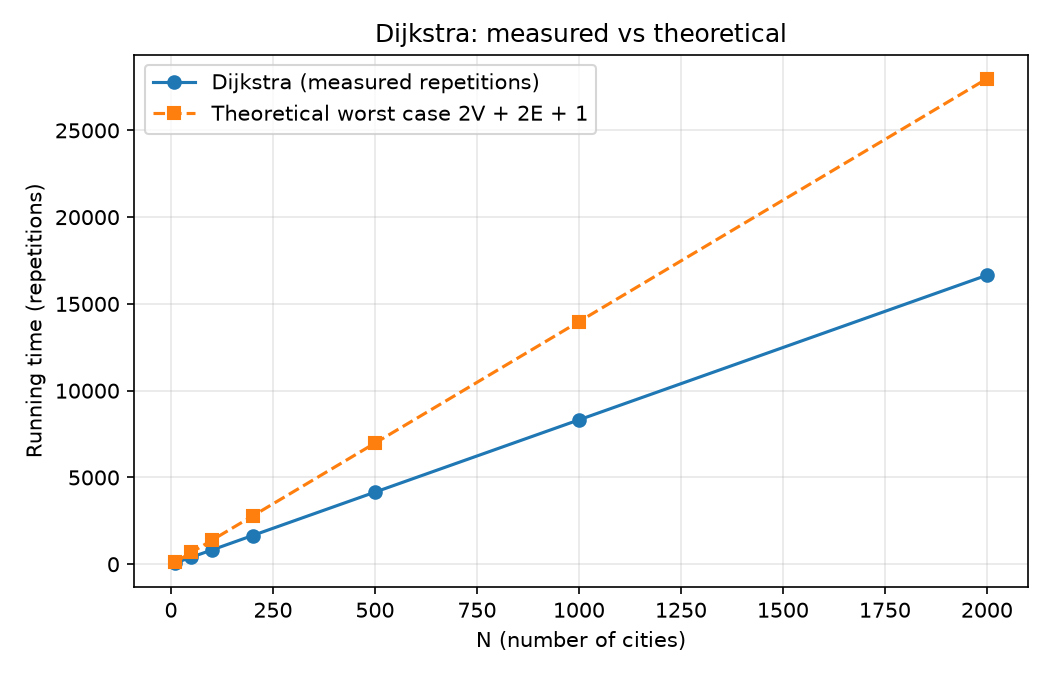 Dijkstra: measured vs theoretical
Dijkstra (measured repetitions)
Theoretical worst case 2V + 2E + 1
Running time (repetitions)
25000
20000
15000
10000
5000
0
0 250 500 750 1000 1250 1500 1750 2000
N (number of cities)